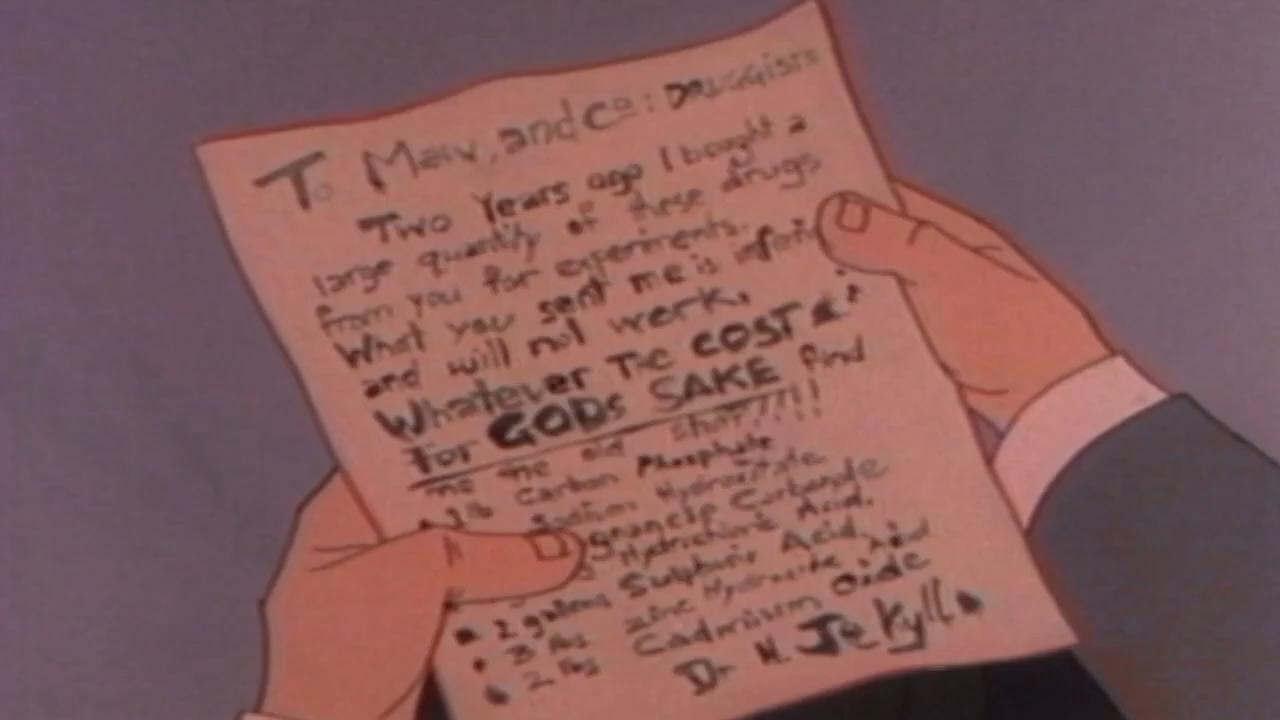 To Maw, and Co: DRUGGISTS
Two Years ago I bought a
large quantity of these drugs
from you for experiments.
What you sent me is
and will not work.
Whatever The COST
For GODs SAKE find
me the old
Carbon Phosphate
Sodium
Carbonate
Hydrichloric Acid.
2 gallons Sulphuric Acid
3 lbs zinc Hydroxide
2 lbs Cadmium Oxide
Dr H. JeKyll